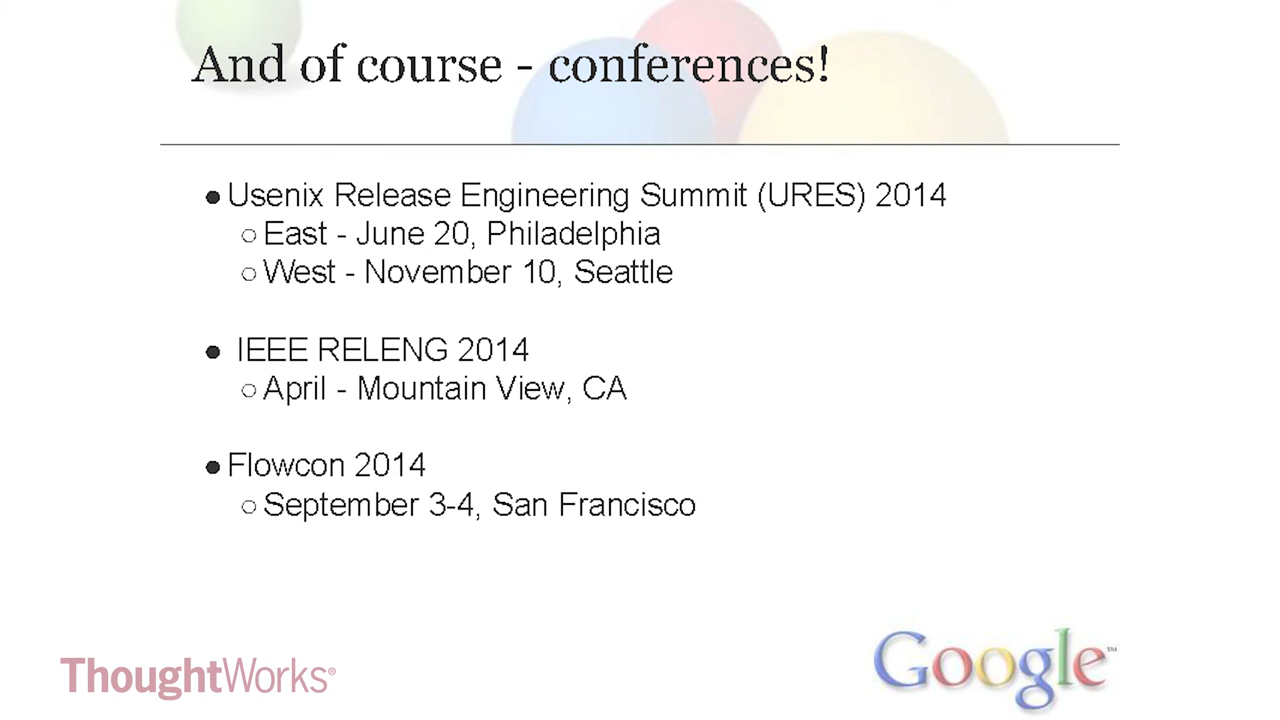 And of course - conferences!
● Usenix Release Engineering Summit (URES) 2014
○ East - June 20, Philadelphia
○ West - November 10, Seattle
● IEEE RELENG 2014
○ April - Mountain View, CA
● Flowcon 2014
○ September 3-4, San Francisco
ThoughtWorks®
Google™